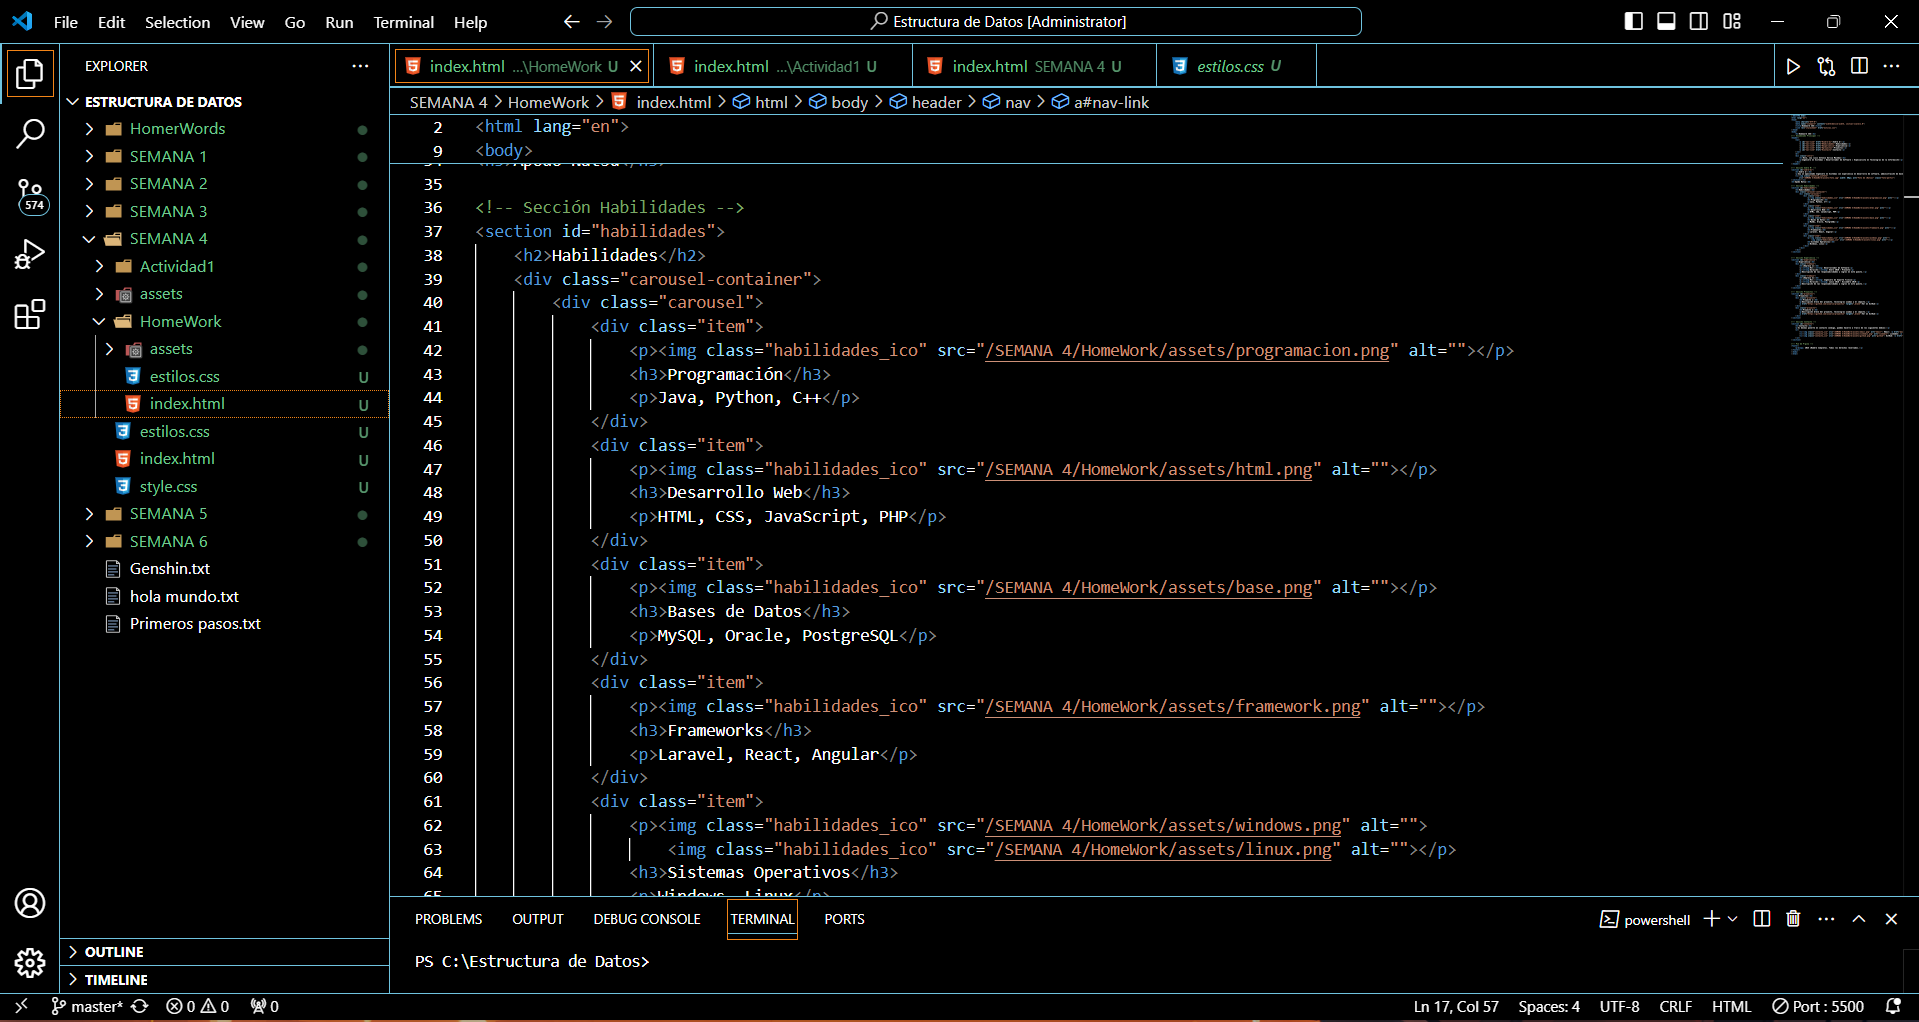 File Edit Selection View Go Run Terminal Help
Estructura de Datos [Administrator]
EXPLORER
ESTRUCTURA DE DATOS
HomerWords
SEMANA 1
SEMANA 2
SEMANA 3
SEMANA 4
Actividad1
assets
HomeWork
assets
estilos.css U
index.html U
estilos.css U
index.html U
style.css U
SEMANA 5
SEMANA 6
Genshin.txt
hola mundo.txt
Primeros pasos.txt
OUTLINE
TIMELINE
574
index.html ...\HomeWork U
index.html ...\Actividad1 U
index.html SEMANA 4 U
estilos.css U
SEMANA 4 > HomeWork > index.html > html > body > header > nav > a#nav-link
2 <html lang="en">
9 <body>
35
36 <!-- Sección Habilidades -->
37 <section id="habilidades">
38 <h2>Habilidades</h2>
39 <div class="carousel-container">
40 <div class="carousel">
41 <div class="item">
42 <p><img class="habilidades_ico" src="/SEMANA 4/HomeWork/assets/programacion.png" alt=""></p>
43 <h3>Programación</h3>
44 <p>Java, Python, C++</p>
45 </div>
46 <div class="item">
47 <p><img class="habilidades_ico" src="/SEMANA 4/HomeWork/assets/html.png" alt=""></p>
48 <h3>Desarrollo Web</h3>
49 <p>HTML, CSS, JavaScript, PHP</p>
50 </div>
51 <div class="item">
52 <p><img class="habilidades_ico" src="/SEMANA 4/HomeWork/assets/base.png" alt=""></p>
53 <h3>Bases de Datos</h3>
54 <p>MySQL, Oracle, PostgreSQL</p>
55 </div>
56 <div class="item">
57 <p><img class="habilidades_ico" src="/SEMANA 4/HomeWork/assets/framework.png" alt=""></p>
58 <h3>Frameworks</h3>
59 <p>Laravel, React, Angular</p>
60 </div>
61 <div class="item">
62 <p><img class="habilidades_ico" src="/SEMANA 4/HomeWork/assets/windows.png" alt="">
63 <img class="habilidades_ico" src="/SEMANA 4/HomeWork/assets/linux.png" alt=""></p>
64 <h3>Sistemas Operativos</h3>
65 <p>Windows, Linux</p>
PROBLEMS OUTPUT DEBUG CONSOLE TERMINAL PORTS
powershell
PS C:\Estructura de Datos>
master* 0 0 0
Ln 17, Col 57 Spaces: 4 UTF-8 CRLF HTML Port : 5500